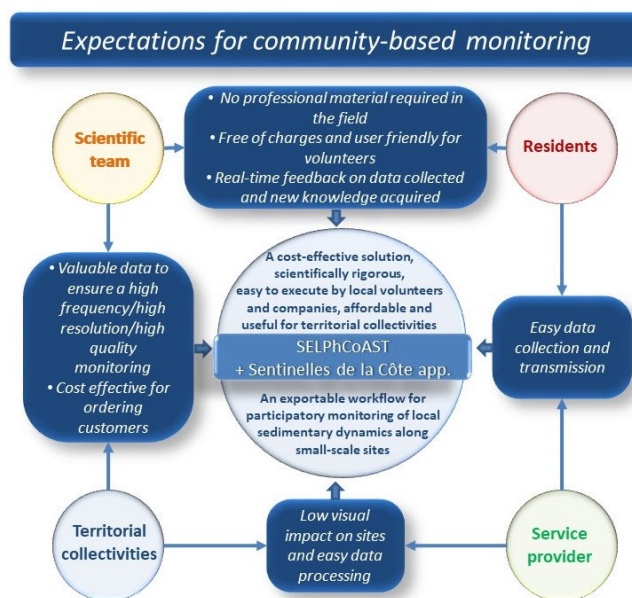 Expectations for community-based monitoring
Scientific
team
• No professional material required in
the field
• Free of charges and user friendly for
volunteers
• Real-time feedback on data collected
and new knowledge acquired
Residents
• Valuable data to
ensure a high
frequency/high
resolution/high
quality
monitoring
• Cost effective for
ordering
customers
A cost-effective solution,
scientifically rigorous,
easy to execute by local volunteers
and companies, affordable and
useful for territorial collectivities
SELPhCoAST
+ Sentinelles de la Côte app.
An exportable workflow for
participatory monitoring of local
sedimentary dynamics along
small-scale sites
Easy data
collection and
transmission
Territorial
collectivities
Low visual
impact on sites
and easy data
processing
Service
provider